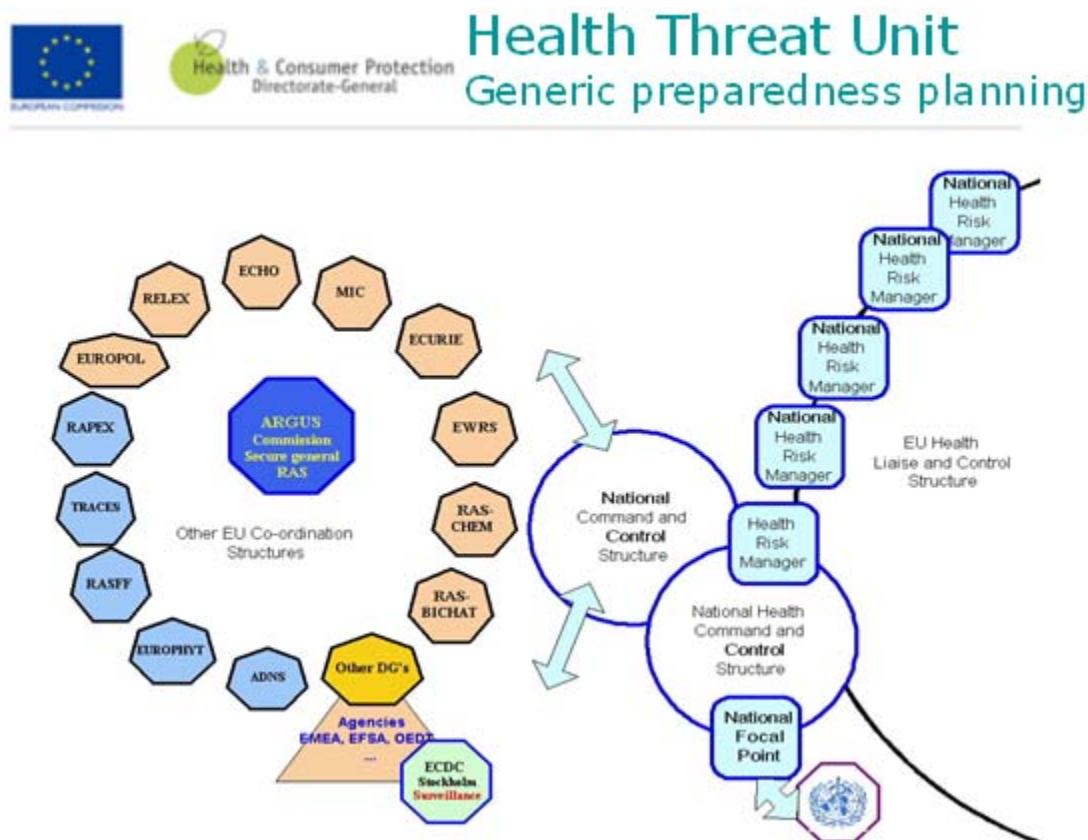 Health Threat Unit
Generic preparedness planning
EUROPEAN COMMISSION
Health & Consumer Protection
Directorate-General
ECHO
MIC
RELEX
ECURIE
EUROPOL
RAPEX
ARGUS
Commission
Secure general
RAS
EWRS
TRACES
RAS-
CHEM
Other EU Co-ordination
Structures
RASFF
RAS-
BICHAT
EUROPHYT
ADNS
Other DG's
Agencies
EMEA, EFSA, OEDT
...
ECDC
Stockholm
Surveillance
National
Command and
Control
Structure
National
Health
Risk
Manager
National
Health
Risk
Manager
National
Health
Risk
Manager
National
Health
Risk
Manager
Health
Risk
Manager
EU Health
Liaise and Control
Structure
National Health
Command and
Control
Structure
National
Focal
Point